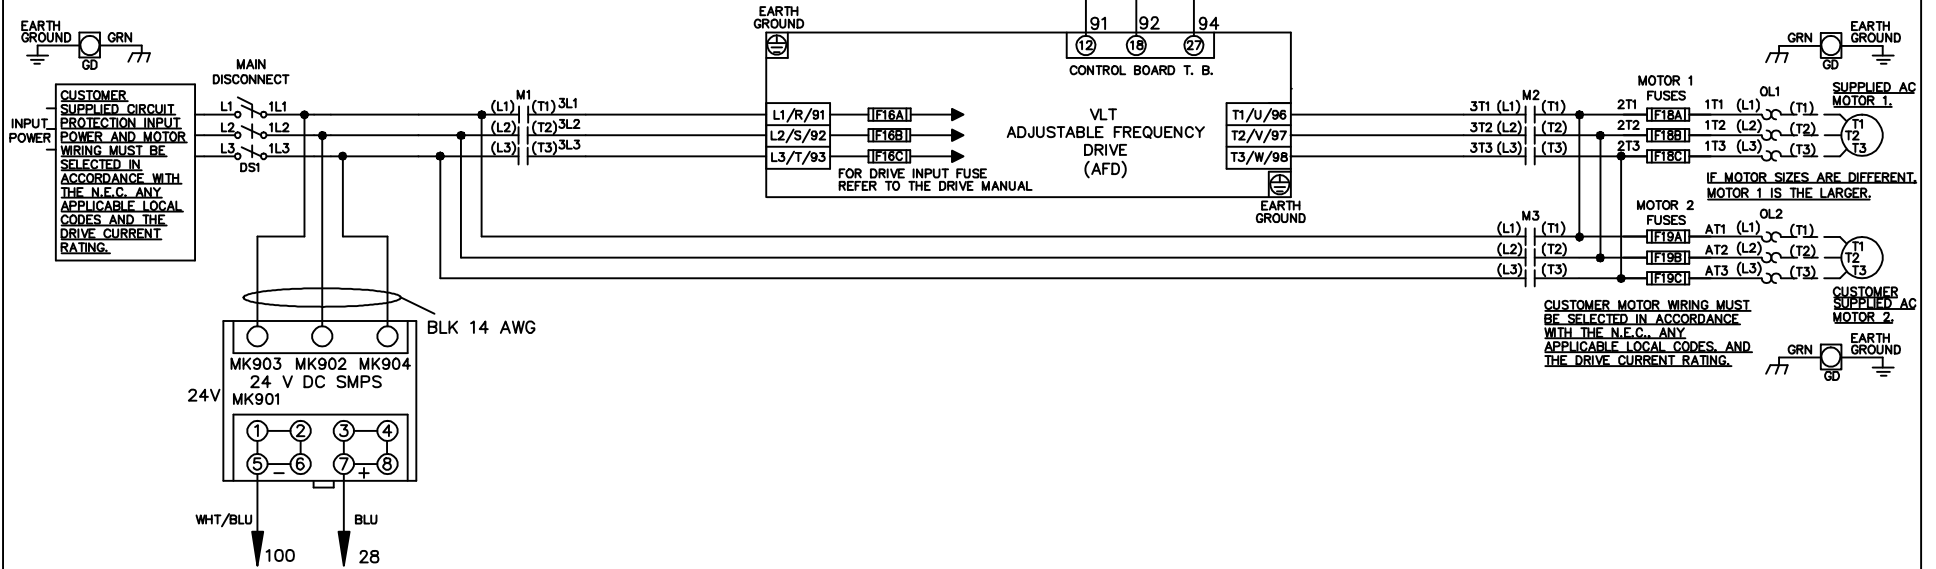 EARTH
GROUND
GRN
GD
MAIN
DISCONNECT
INPUT
POWER
CUSTOMER
SUPPLIED CIRCUIT
PROTECTION INPUT
POWER AND MOTOR
WIRING MUST BE
SELECTED IN
ACCORDANCE WITH
THE N.E.C. ANY
APPLICABLE LOCAL
CODES AND THE
DRIVE CURRENT
RATING.
L1 1L1
L2 1L2
L3 1L3
DS1
M1
(L1) (T1) 3L1
(L2) (T2) 3L2
(L3) (T3) 3L3
EARTH
GROUND
91 92 94
12 18 27
CONTROL BOARD T. B.
L1/R/91 F16A
L2/S/92 F16B
L3/T/93 F16C
FOR DRIVE INPUT FUSE
REFER TO THE DRIVE MANUAL
VLT
ADJUSTABLE FREQUENCY
DRIVE
(AFD)
T1/U/96
T2/V/97
T3/W/98
EARTH
GROUND
M2
3T1 (L1) (T1)
3T2 (L2) (T2)
3T3 (L3) (T3)
MOTOR 1
FUSES
2T1 F18A 1T1 (L1) (T1)
2T2 F18B 1T2 (L2) (T2)
2T3 F18C 1T3 (L3) (T3)
OL1
GRN
GD
EARTH
GROUND
SUPPLIED AC
MOTOR 1.
T1
T2
T3
IF MOTOR SIZES ARE DIFFERENT,
MOTOR 1 IS THE LARGER.
M3
(L1) (T1)
(L2) (T2)
(L3) (T3)
MOTOR 2
FUSES
OL2
F19A AT1 (L1) (T1)
F19B AT2 (L2) (T2)
F19C AT3 (L3) (T3)
T1
T2
T3
CUSTOMER
SUPPLIED AC
MOTOR 2.
CUSTOMER MOTOR WIRING MUST
BE SELECTED IN ACCORDANCE
WITH THE N.E.C., ANY
APPLICABLE LOCAL CODES, AND
THE DRIVE CURRENT RATING.
GRN
GD
EARTH
GROUND
BLK 14 AWG
MK903 MK902 MK904
24 V DC SMPS
24V
MK901
1 2 3 4
5 6 7 8
- +
WHT/BLU BLU
100 28